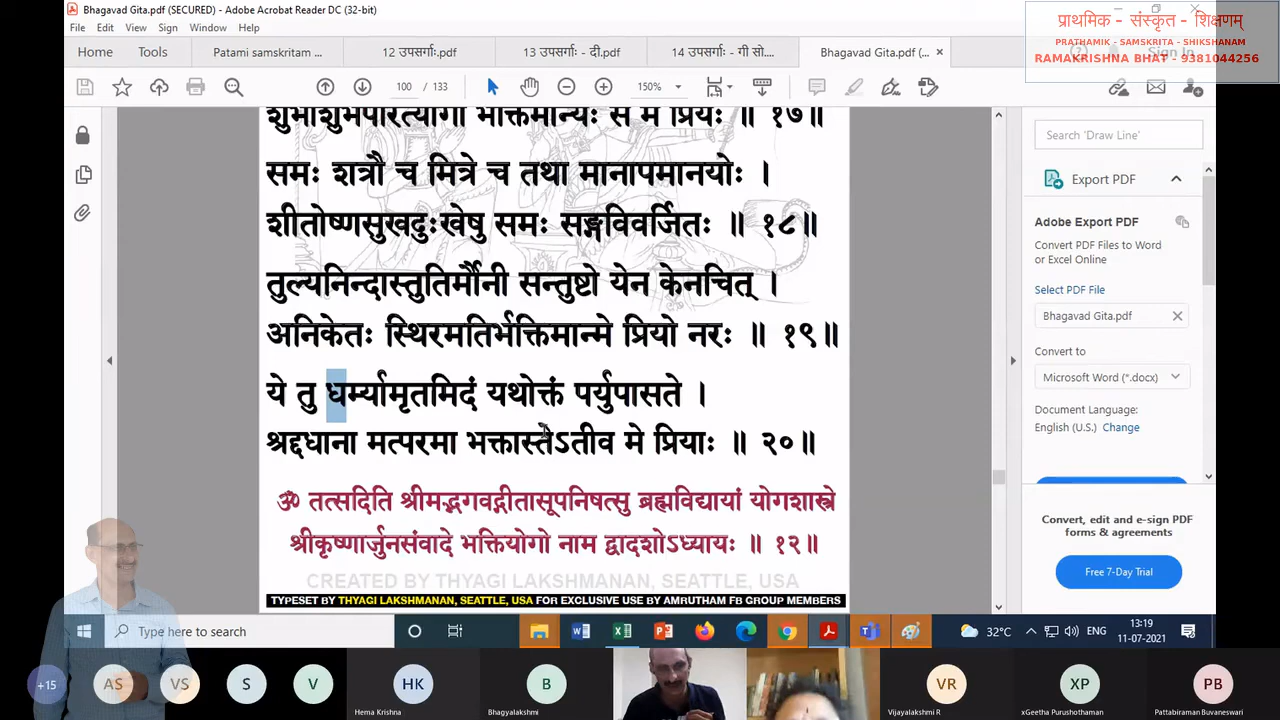 Bhagavad Gita.pdf (SECURED) - Adobe Acrobat Reader DC (32-bit)
File Edit View Sign Window Help
प्राथमिक - संस्कृत - शिक्षणम्
PRATHAMIK - SAMSKRITA - SHIKSHANAM
RAMAKRISHNA BHAT - 9381044256
Home Tools Patami samskritam ... 12 उपसर्गाः.pdf 13 उपसर्गाः - दी.pdf 14 उपसर्गाः - गी सो.... Bhagavad Gita.pdf (... × Sign In
100 / 133 150%
शुभाशुभपरित्यागी भक्तिमान्यः स मे प्रियः ॥ १७॥
समः शत्रौ च मित्रे च तथा मानापमानयोः ।
शीतोष्णसुखदुःखेषु समः सङ्गविवर्जितः ॥ १८॥
तुल्यनिन्दास्तुतिर्मौनी सन्तुष्टो येन केनचित् ।
अनिकेतः स्थिरमतिर्भक्तिमान्मे प्रियो नरः ॥ १९॥
ये तु धर्म्यामृतमिदं यथोक्तं पर्युपासते ।
श्रद्दधाना मत्परमा भक्तास्तेऽतीव मे प्रियाः ॥ २०॥
ॐ तत्सदिति श्रीमद्भगवद्गीतासूपनिषत्सु ब्रह्मविद्यायां योगशास्त्रे
श्रीकृष्णार्जुनसंवादे भक्तियोगो नाम द्वादशोऽध्यायः ॥ १२॥
CREATED BY THYAGI LAKSHMANAN, SEATTLE, USA
TYPESET BY THYAGI LAKSHMANAN, SEATTLE, USA FOR EXCLUSIVE USE BY AMRUTHAM FB GROUP MEMBERS
Search 'Draw Line'
Export PDF
Adobe Export PDF
Convert PDF Files to Word
or Excel Online
Select PDF File
Bhagavad Gita.pdf ×
Convert to
Microsoft Word (*.docx)
Document Language:
English (U.S.) Change
Convert, edit and e-sign PDF
forms & agreements
Free 7-Day Trial
Type here to search
32°C ENG 13:19
11-07-2021
+15 AS VS S V HK B VR XP PB
Hema Krishna Bhagyalakshmi Vijayalakshmi R xGeetha Purushothaman Pattabiraman Buvaneswari